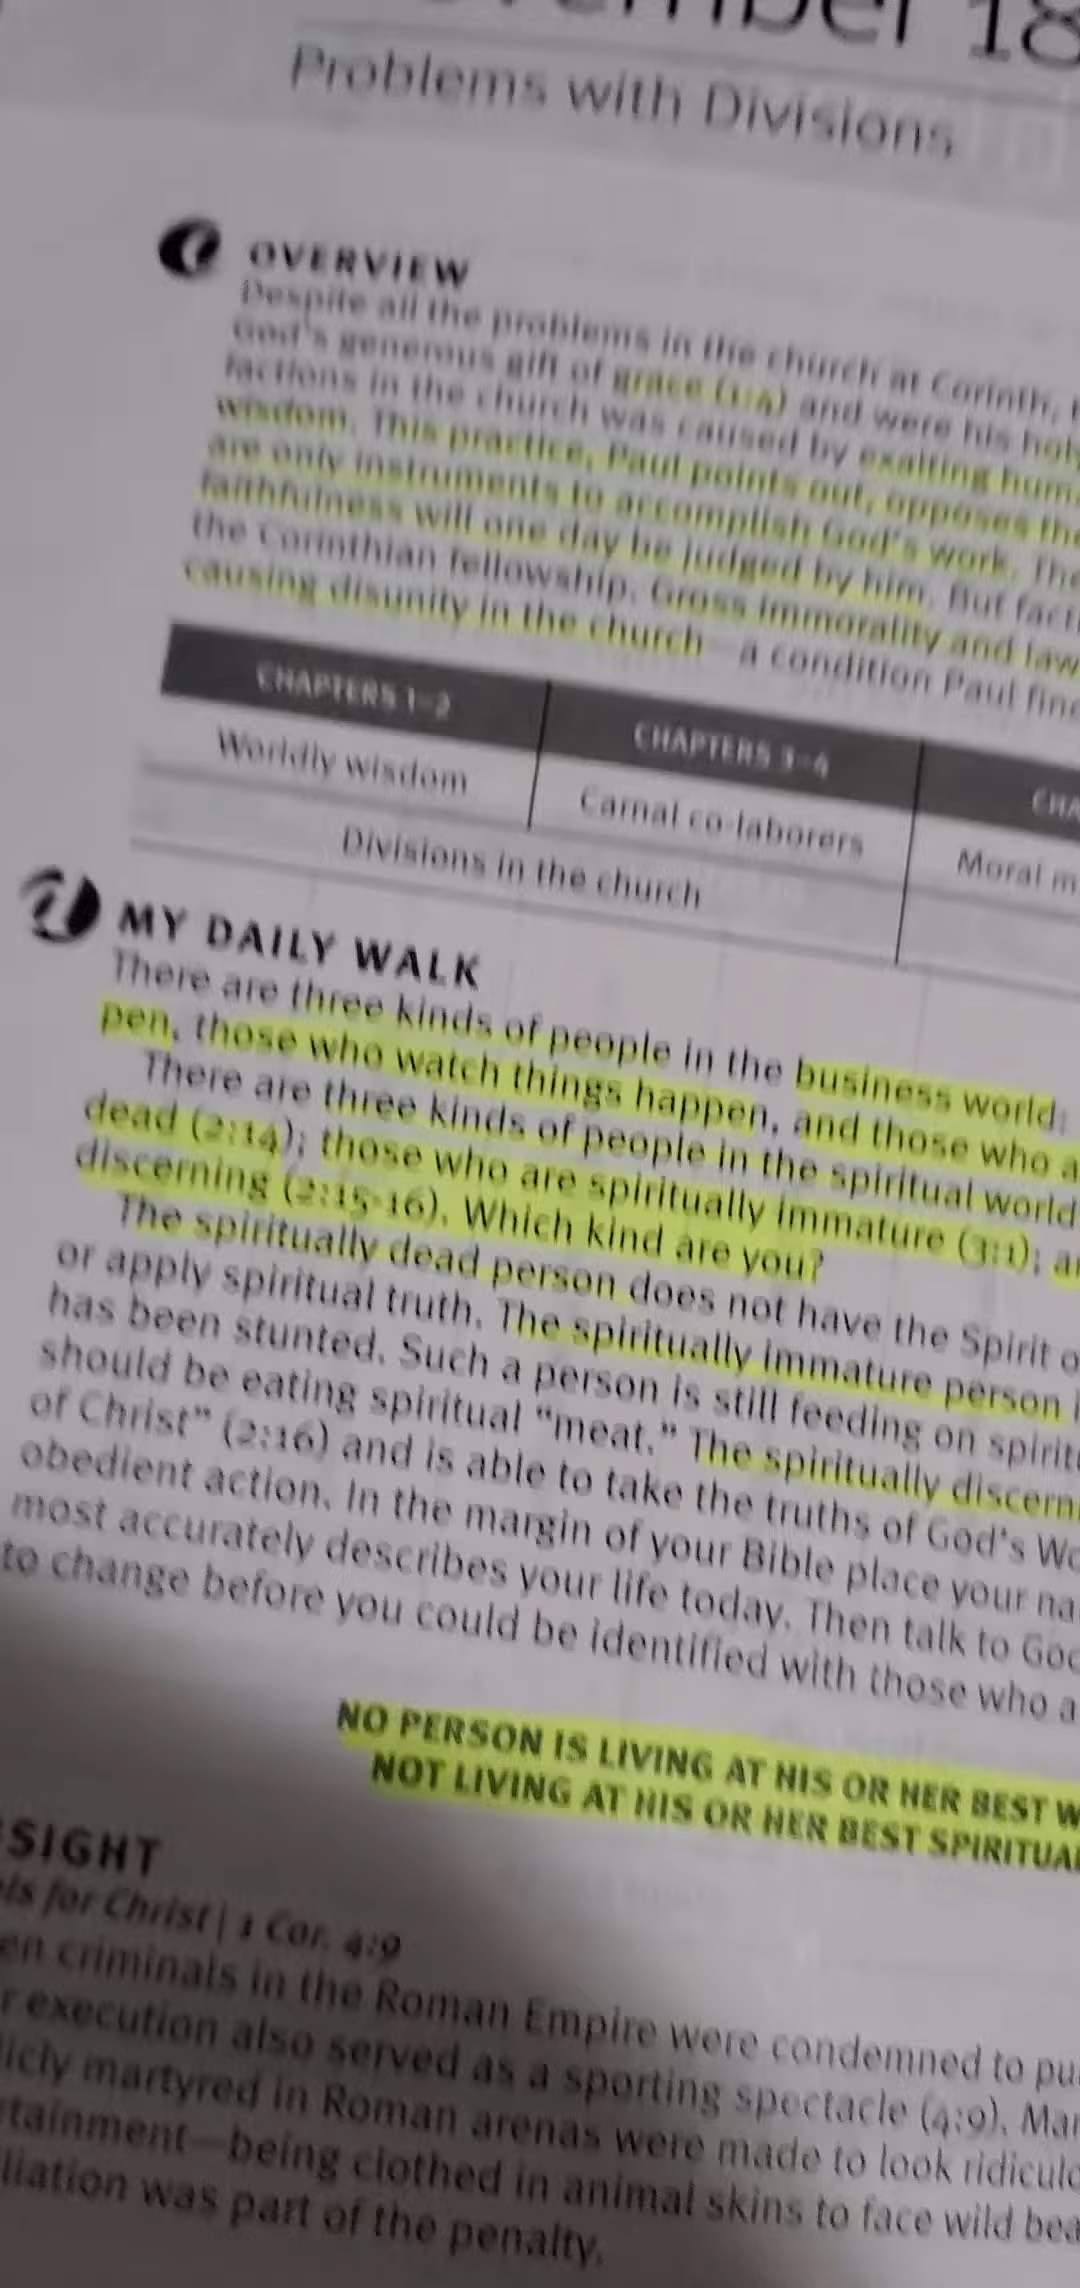 18
Problems with Divisions
OVERVIEW
Despite all the problems in the church at Corinth,
God's generous gift of grace (1:4) and were his holy
factions in the church was caused by exalting
wisdom. This practice, Paul points out, opposes the
are only instruments to accomplish God's work. The
faithfulness will one day be judged by him. But
the Corinthian fellowship. Gross immorality and
causing disunity in the church—a condition Paul
CHAPTERS 1–2
CHAPTERS 3–4
Worldly wisdom
Carnal co-laborers
Moral
Divisions in the church
MY DAILY WALK
There are three kinds of people in the business world:
pen, those who watch things happen, and those who
There are three kinds of people in the spiritual world
dead (2:14); those who are spiritually immature (3:1);
discerning (2:15-16). Which kind are you?
The spiritually dead person does not have the Spirit
or apply spiritual truth. The spiritually immature person
has been stunted. Such a person is still feeding on
should be eating spiritual "meat." The spiritually
of Christ" (2:16) and is able to take the truths of God's
obedient action. In the margin of your Bible place your
most accurately describes your life today. Then talk to
to change before you could be identified with those who
NO PERSON IS LIVING AT HIS OR HER BEST
NOT LIVING AT HIS OR HER BEST
SIGHT
for Christ | 1 Cor. 4:9
criminals in the Roman Empire were condemned to
execution also served as a sporting spectacle (4:9).
martyred in Roman arenas were made to look
tainment—being clothed in animal skins to face wild
liation was part of the penalty.